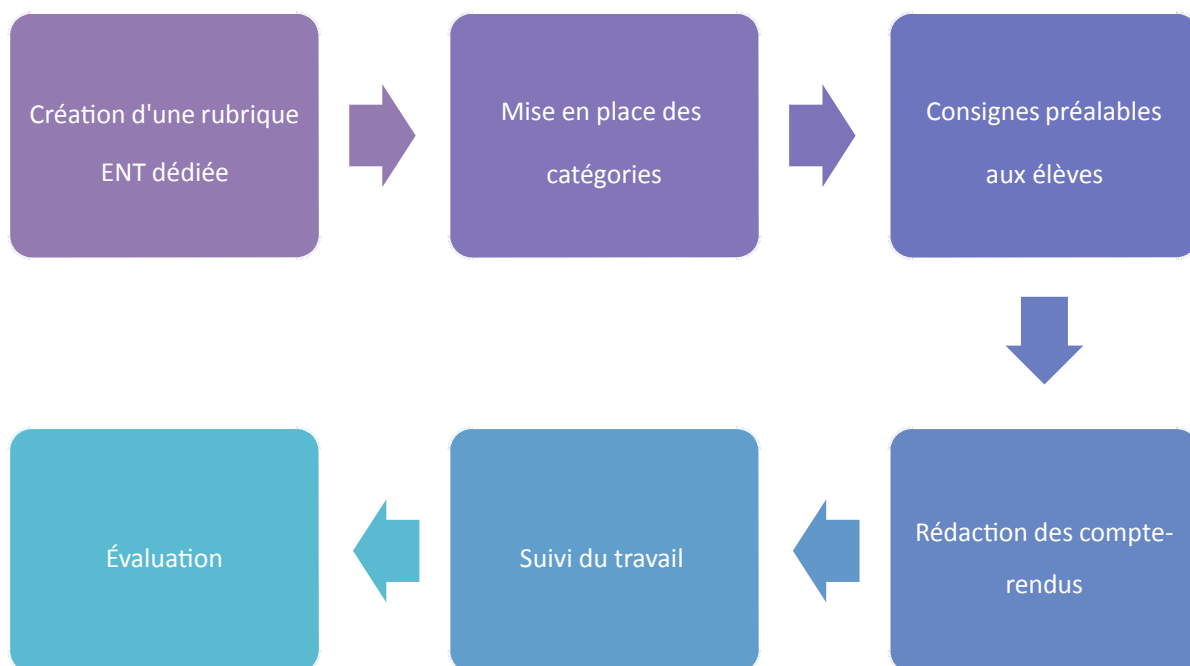 Création d'une rubrique
ENT dédiée
Mise en place des
catégories
Consignes préalables
aux élèves
Rédaction des compte-
rendus
Suivi du travail
Évaluation